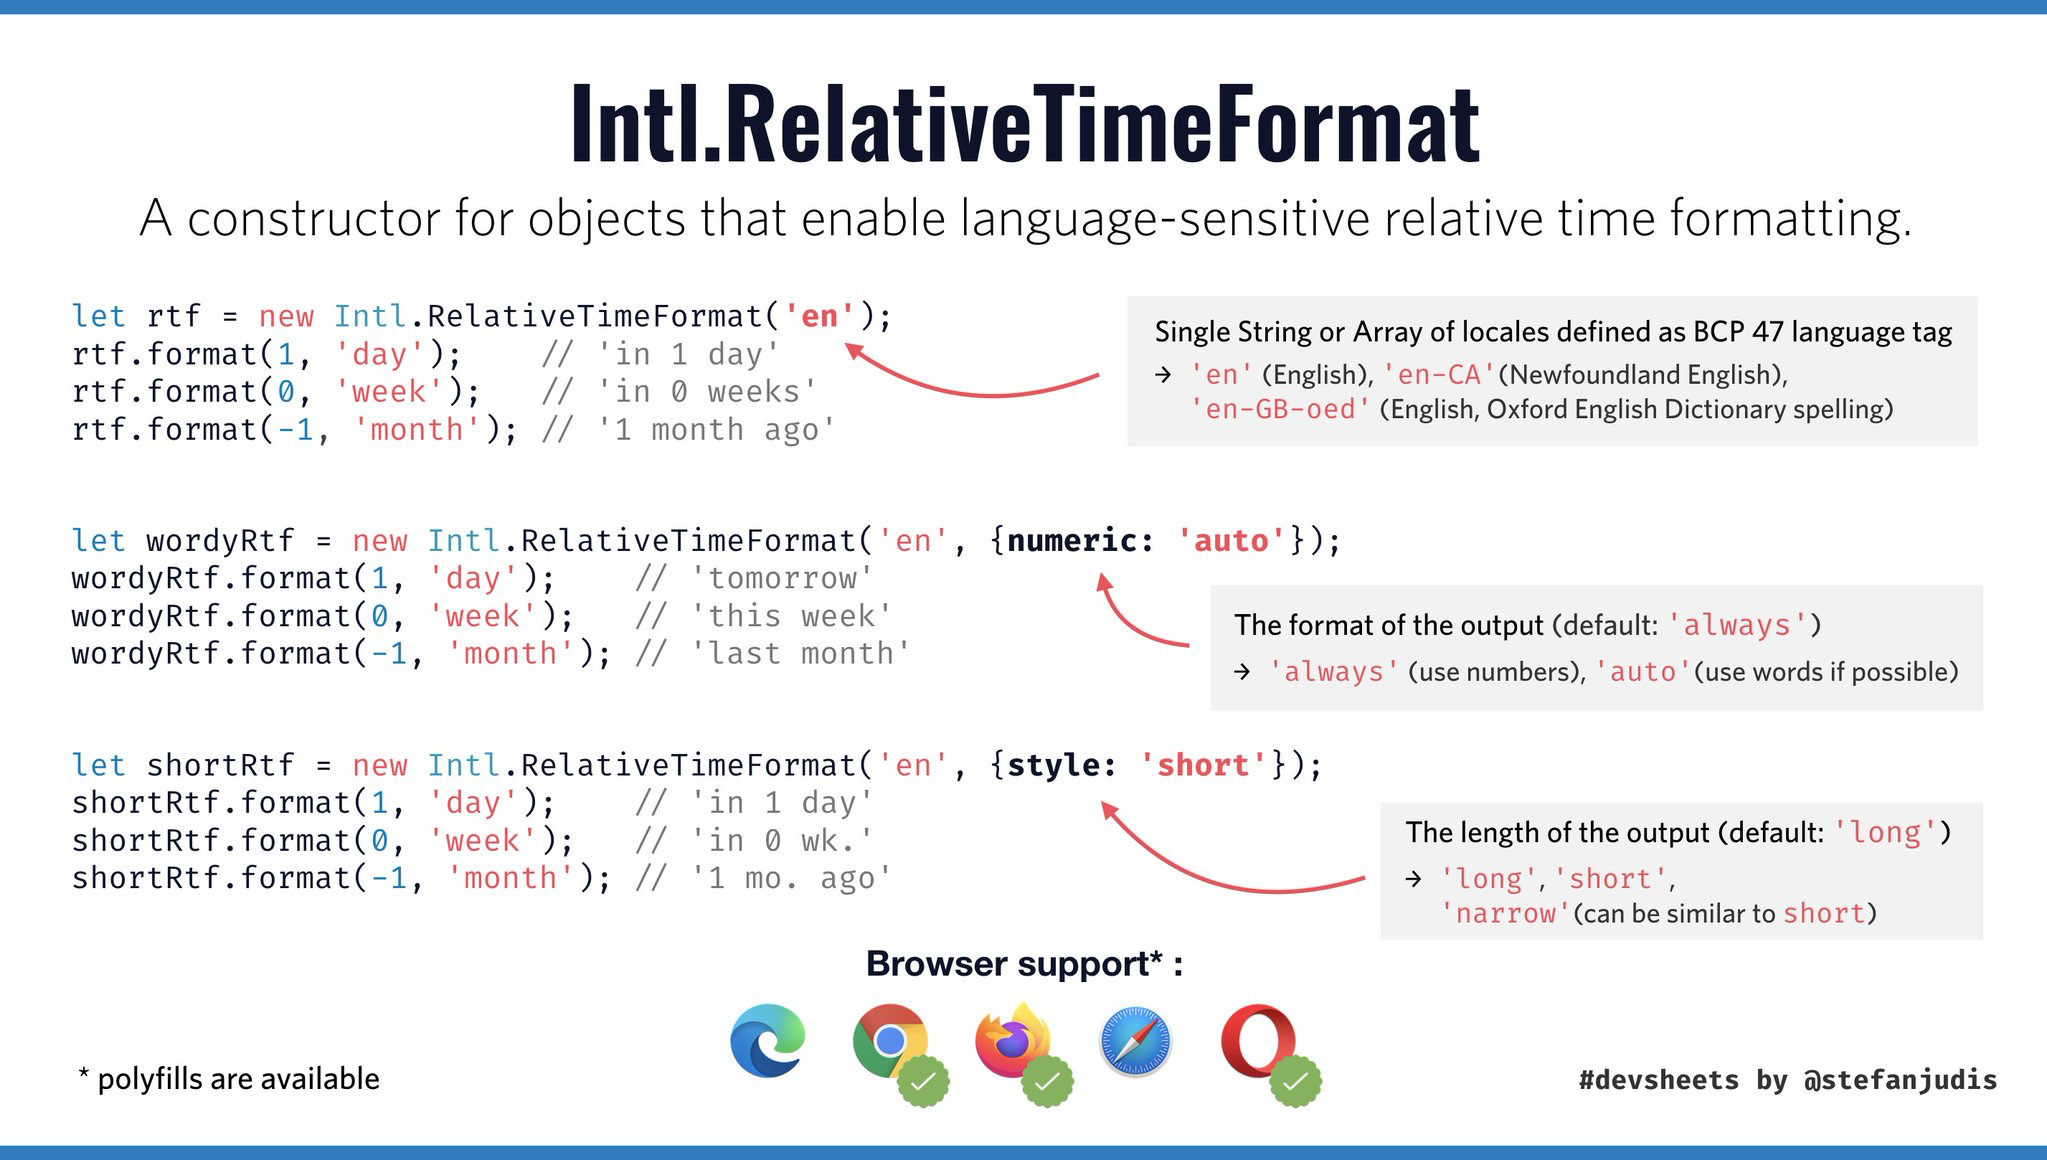 Intl.RelativeTimeFormat
A constructor for objects that enable language-sensitive relative time formatting.
let rtf = new Intl.RelativeTimeFormat('en');
rtf.format(1, 'day');    // 'in 1 day'
rtf.format(0, 'week');   // 'in 0 weeks'
rtf.format(-1, 'month'); // '1 month ago'
Single String or Array of locales defined as BCP 47 language tag
→ 'en' (English), 'en-CA'(Newfoundland English),
'en-GB-oed' (English, Oxford English Dictionary spelling)
let wordyRtf = new Intl.RelativeTimeFormat('en', {numeric: 'auto'});
wordyRtf.format(1, 'day');    // 'tomorrow'
wordyRtf.format(0, 'week');   // 'this week'
wordyRtf.format(-1, 'month'); // 'last month'
The format of the output (default: 'always')
→ 'always' (use numbers), 'auto'(use words if possible)
let shortRtf = new Intl.RelativeTimeFormat('en', {style: 'short'});
shortRtf.format(1, 'day');    // 'in 1 day'
shortRtf.format(0, 'week');   // 'in 0 wk.'
shortRtf.format(-1, 'month'); // '1 mo. ago'
The length of the output (default: 'long')
→ 'long', 'short',
'narrow'(can be similar to short)
Browser support* :
* polyfills are available
#devsheets by @stefanjudis